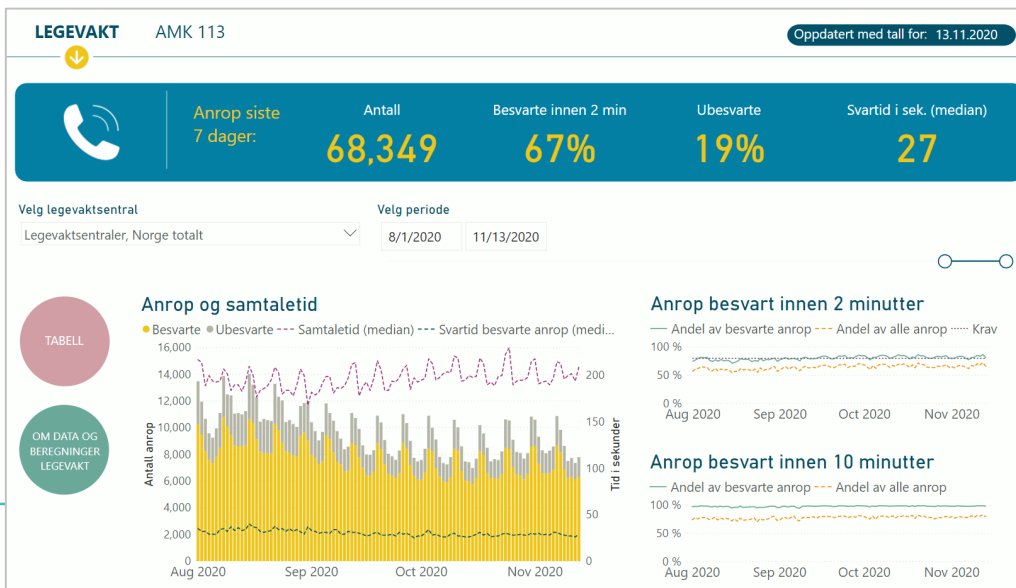 LEGEVAKT AMK 113
Oppdatert med tall for: 13.11.2020
Anrop siste
7 dager:
Antall
68,349
Besvarte innen 2 min
67%
Ubesvarte
19%
Svartid i sek. (median)
27
Velg legevaktsentral
Legevaktsentraler, Norge totalt
Velg periode
8/1/2020 11/13/2020
TABELL
OM DATA OG
BEREGNINGER
LEGEVAKT
Anrop og samtaletid
Besvarte Ubesvarte Samtaletid (median) Svartid besvarte anrop (medi...
Antall anrop
16,000
14,000
12,000
10,000
8,000
6,000
4,000
2,000
0
Tid i sekunder
200
150
100
50
0
Aug 2020 Sep 2020 Oct 2020 Nov 2020
Anrop besvart innen 2 minutter
Andel av besvarte anrop Andel av alle anrop Krav
100 %
50 %
0 %
Aug 2020 Sep 2020 Oct 2020 Nov 2020
Anrop besvart innen 10 minutter
Andel av besvarte anrop Andel av alle anrop
100 %
50 %
0 %
Aug 2020 Sep 2020 Oct 2020 Nov 2020